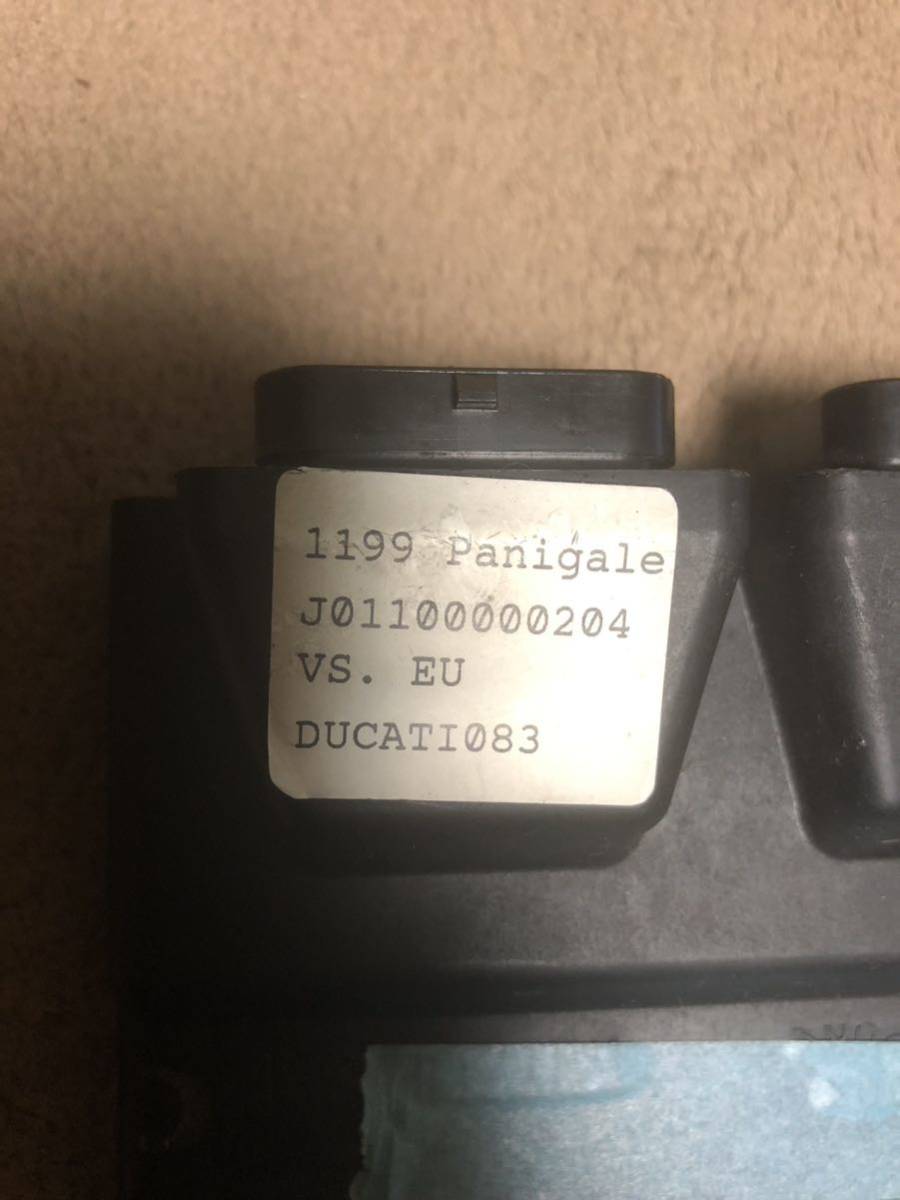 1199 Panigale
J01100000204
VS. EU
DUCATI083